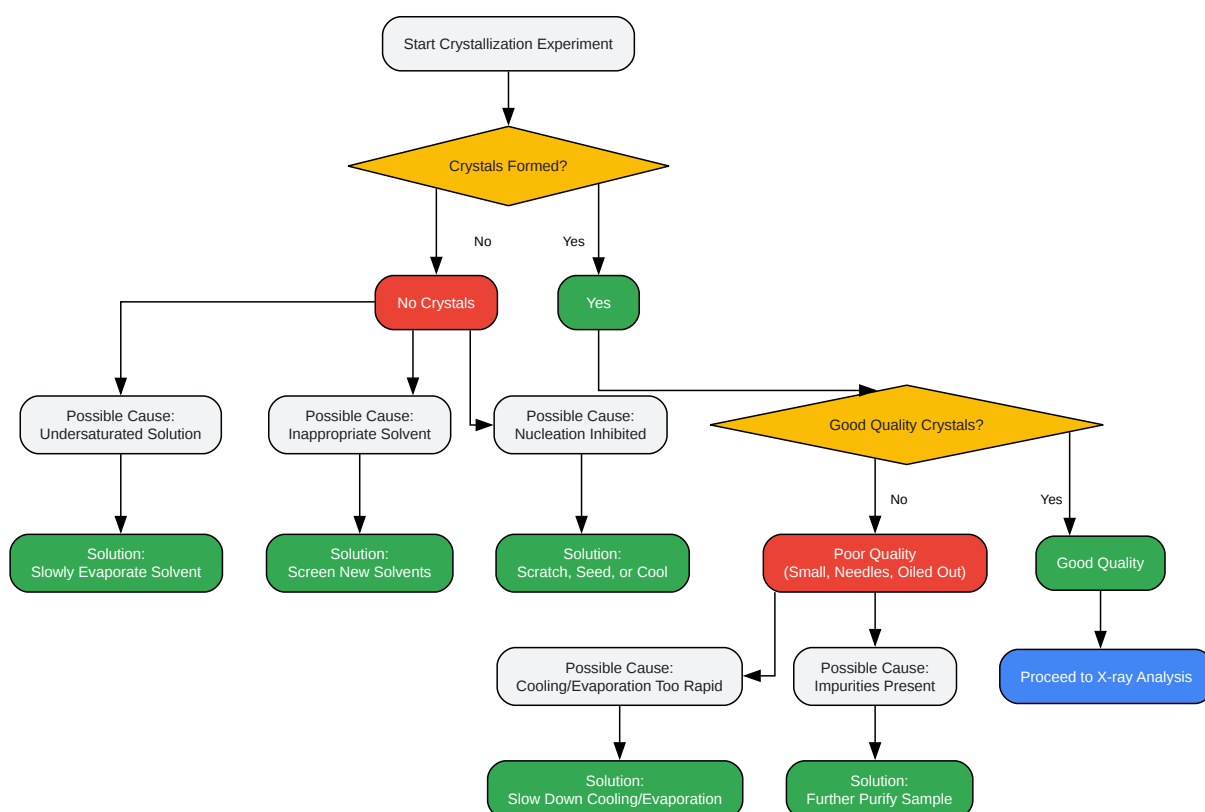 Start Crystallization Experiment
Crystals Formed?
No
Yes
No Crystals
Yes
Possible Cause:
Undersaturated Solution
Possible Cause:
Inappropriate Solvent
Possible Cause:
Nucleation Inhibited
Good Quality Crystals?
No
Yes
Solution:
Slowly Evaporate Solvent
Solution:
Screen New Solvents
Solution:
Scratch, Seed, or Cool
Poor Quality
(Small, Needles, Oiled Out)
Good Quality
Possible Cause:
Cooling/Evaporation Too Rapid
Possible Cause:
Impurities Present
Proceed to X-ray Analysis
Solution:
Slow Down Cooling/Evaporation
Solution:
Further Purify Sample